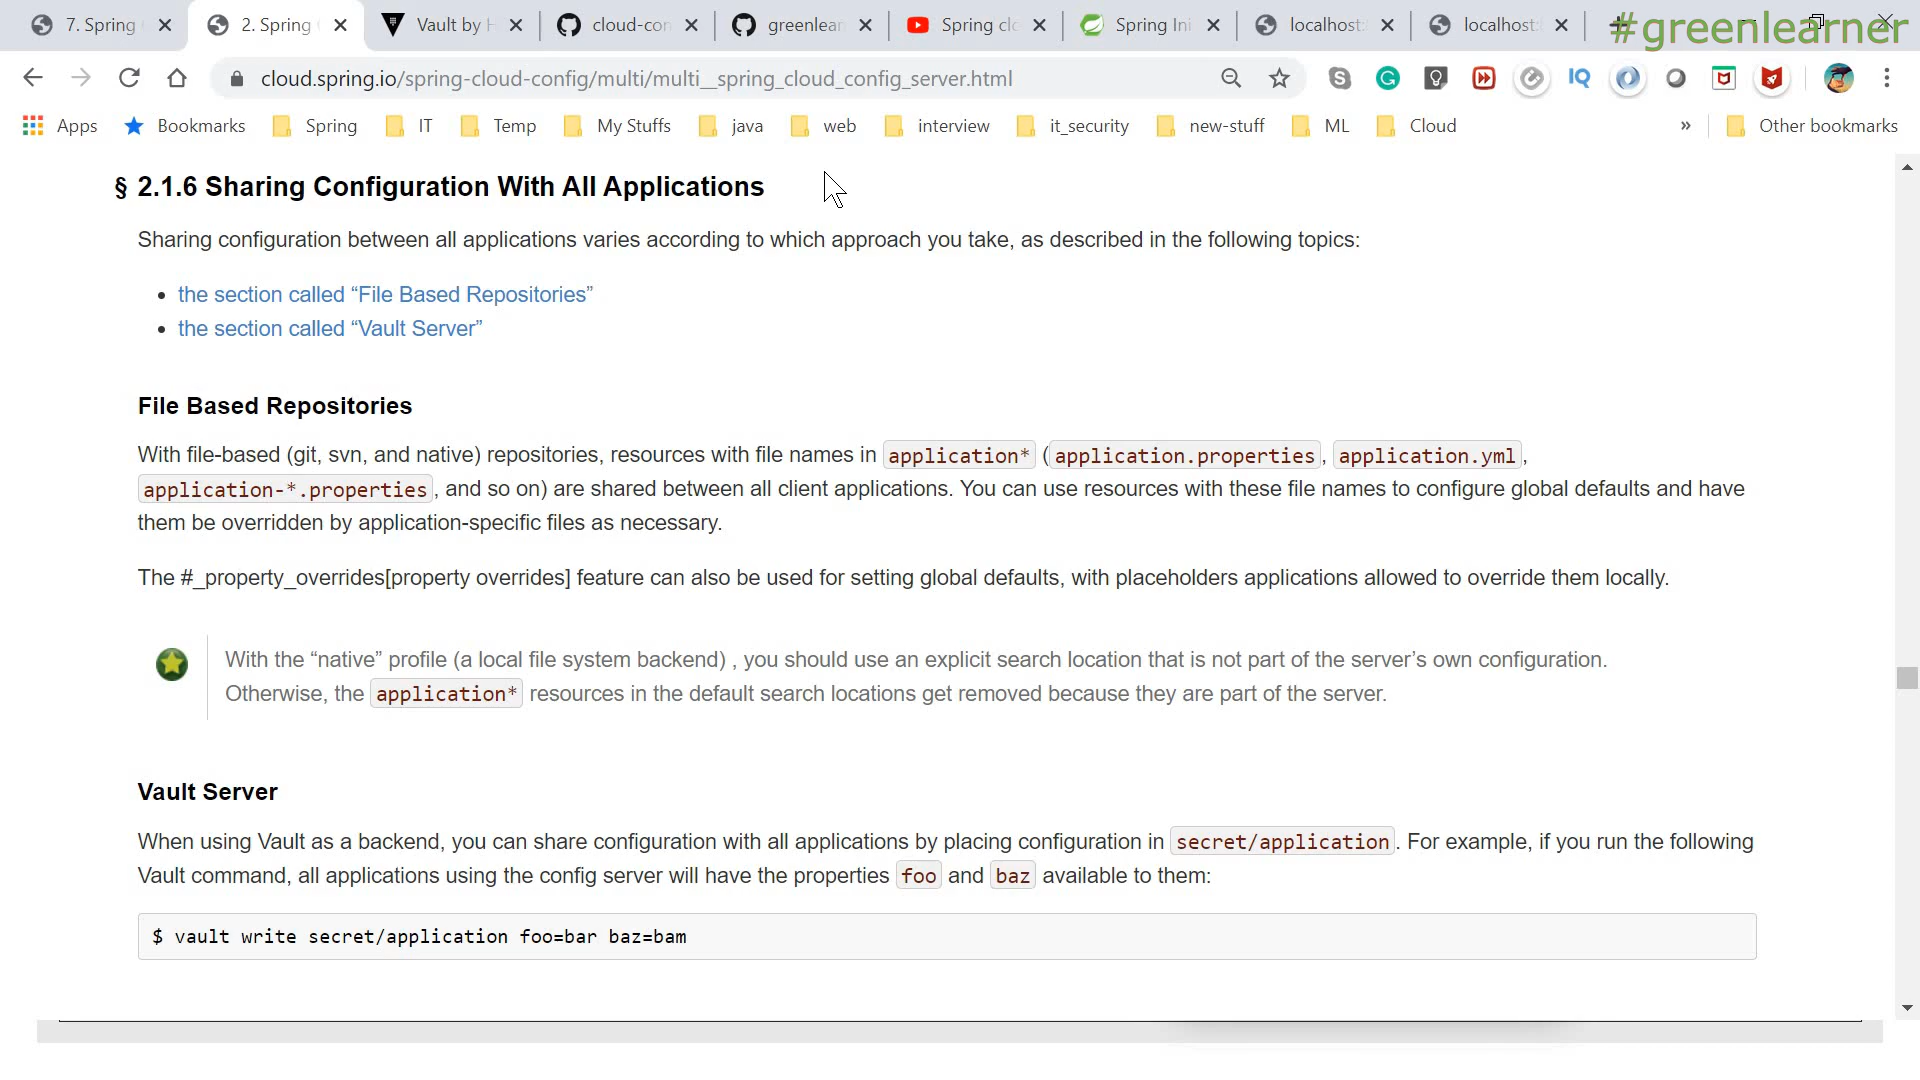 7. Spring
2. Spring
Vault by H
cloud-con
greenlear
Spring clo
Spring Ini
localhost:
localhost:
#greenlearner
cloud.spring.io/spring-cloud-config/multi/multi__spring_cloud_config_server.html
Apps Bookmarks Spring IT Temp My Stuffs java web interview it_security new-stuff ML Cloud » Other bookmarks
§ 2.1.6 Sharing Configuration With All Applications
Sharing configuration between all applications varies according to which approach you take, as described in the following topics:
• the section called “File Based Repositories”
• the section called “Vault Server”
File Based Repositories
With file-based (git, svn, and native) repositories, resources with file names in application* (application.properties, application.yml,
application-*.properties, and so on) are shared between all client applications. You can use resources with these file names to configure global defaults and have
them be overridden by application-specific files as necessary.
The #_property_overrides[property overrides] feature can also be used for setting global defaults, with placeholders applications allowed to override them locally.
With the “native” profile (a local file system backend) , you should use an explicit search location that is not part of the server’s own configuration.
Otherwise, the application* resources in the default search locations get removed because they are part of the server.
Vault Server
When using Vault as a backend, you can share configuration with all applications by placing configuration in secret/application. For example, if you run the following
Vault command, all applications using the config server will have the properties foo and baz available to them:
$ vault write secret/application foo=bar baz=bam